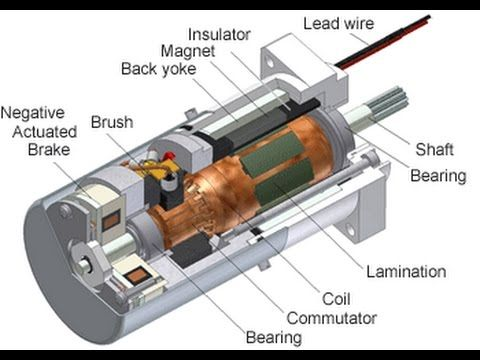 Lead wire
Insulator
Magnet
Back yoke
Negative
Actuated
Brake
Brush
Shaft
Bearing
Lamination
Coil
Commutator
Bearing